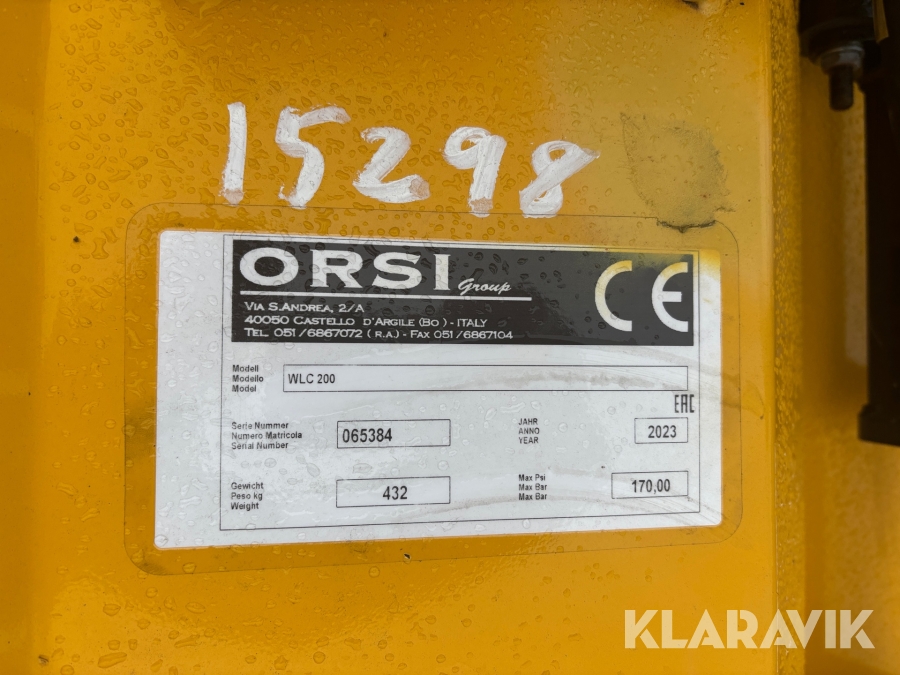 15298
ORSI Group
CE
VIA S.ANDREA, 2/A
40050 CASTELLO D'ARGILE (BO) - ITALY
TEL. 051/6867072 (R.A.) - FAX 051/6867104
Modell
Modello
Model
WLC 200
EAC
Serie Nummer
Numero Matricola
Serial Number
065384
JAHR
ANNO
YEAR
2023
Gewicht
Peso kg
Weight
432
Max Psi
Max Bar
Max Bar
170,00
KLARAVIK